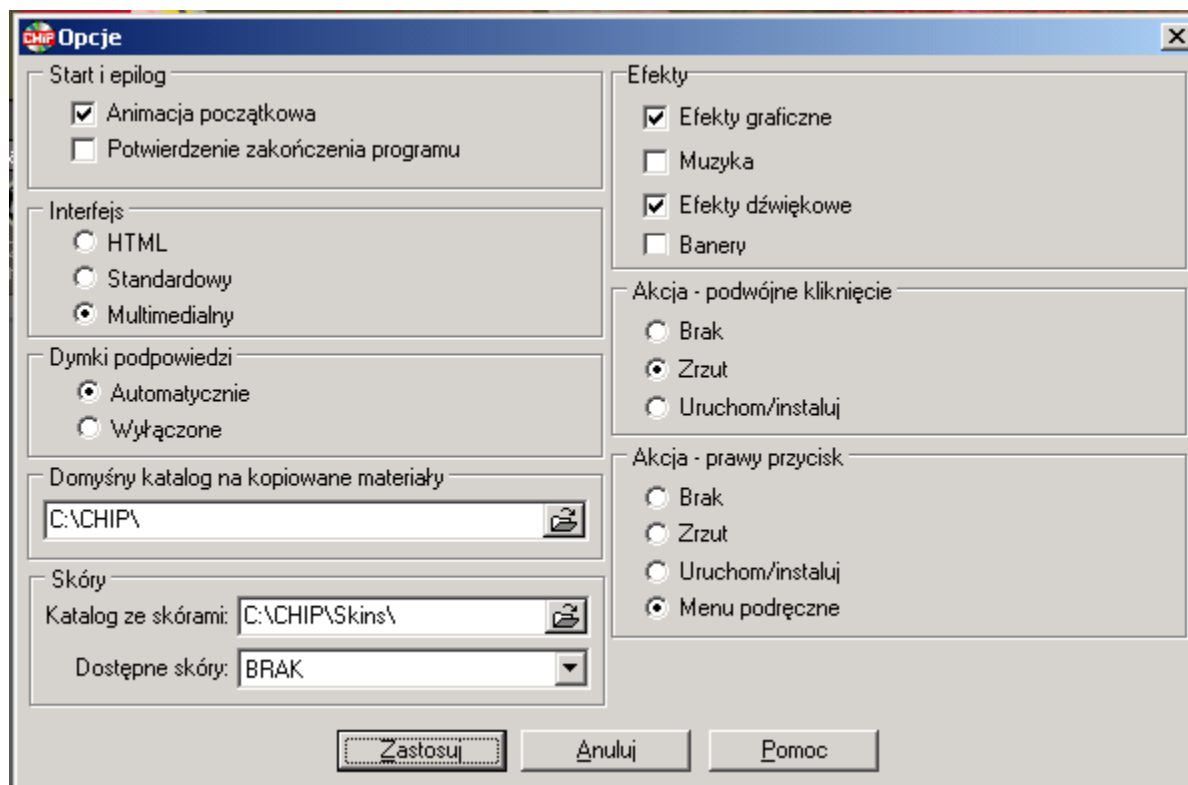 CHIP Opcje
Start i epilog
Animacja początkowa
Potwierdzenie zakończenia programu
Interfejs
HTML
Standardowy
Multimedialny
Dymki podpowiedzi
Automatycznie
Wyłączone
Domyśny katalog na kopiowane materiały
C:\CHIP\
Skóry
Katalog ze skórami: C:\CHIP\Skins\
Dostępne skóry: BRAK
Efekty
Efekty graficzne
Muzyka
Efekty dźwiękowe
Banery
Akcja - podwójne kliknięcie
Brak
Zrzut
Uruchom/instaluj
Akcja - prawy przycisk
Brak
Zrzut
Uruchom/instaluj
Menu podręczne
Zastosuj Anuluj Pomoc